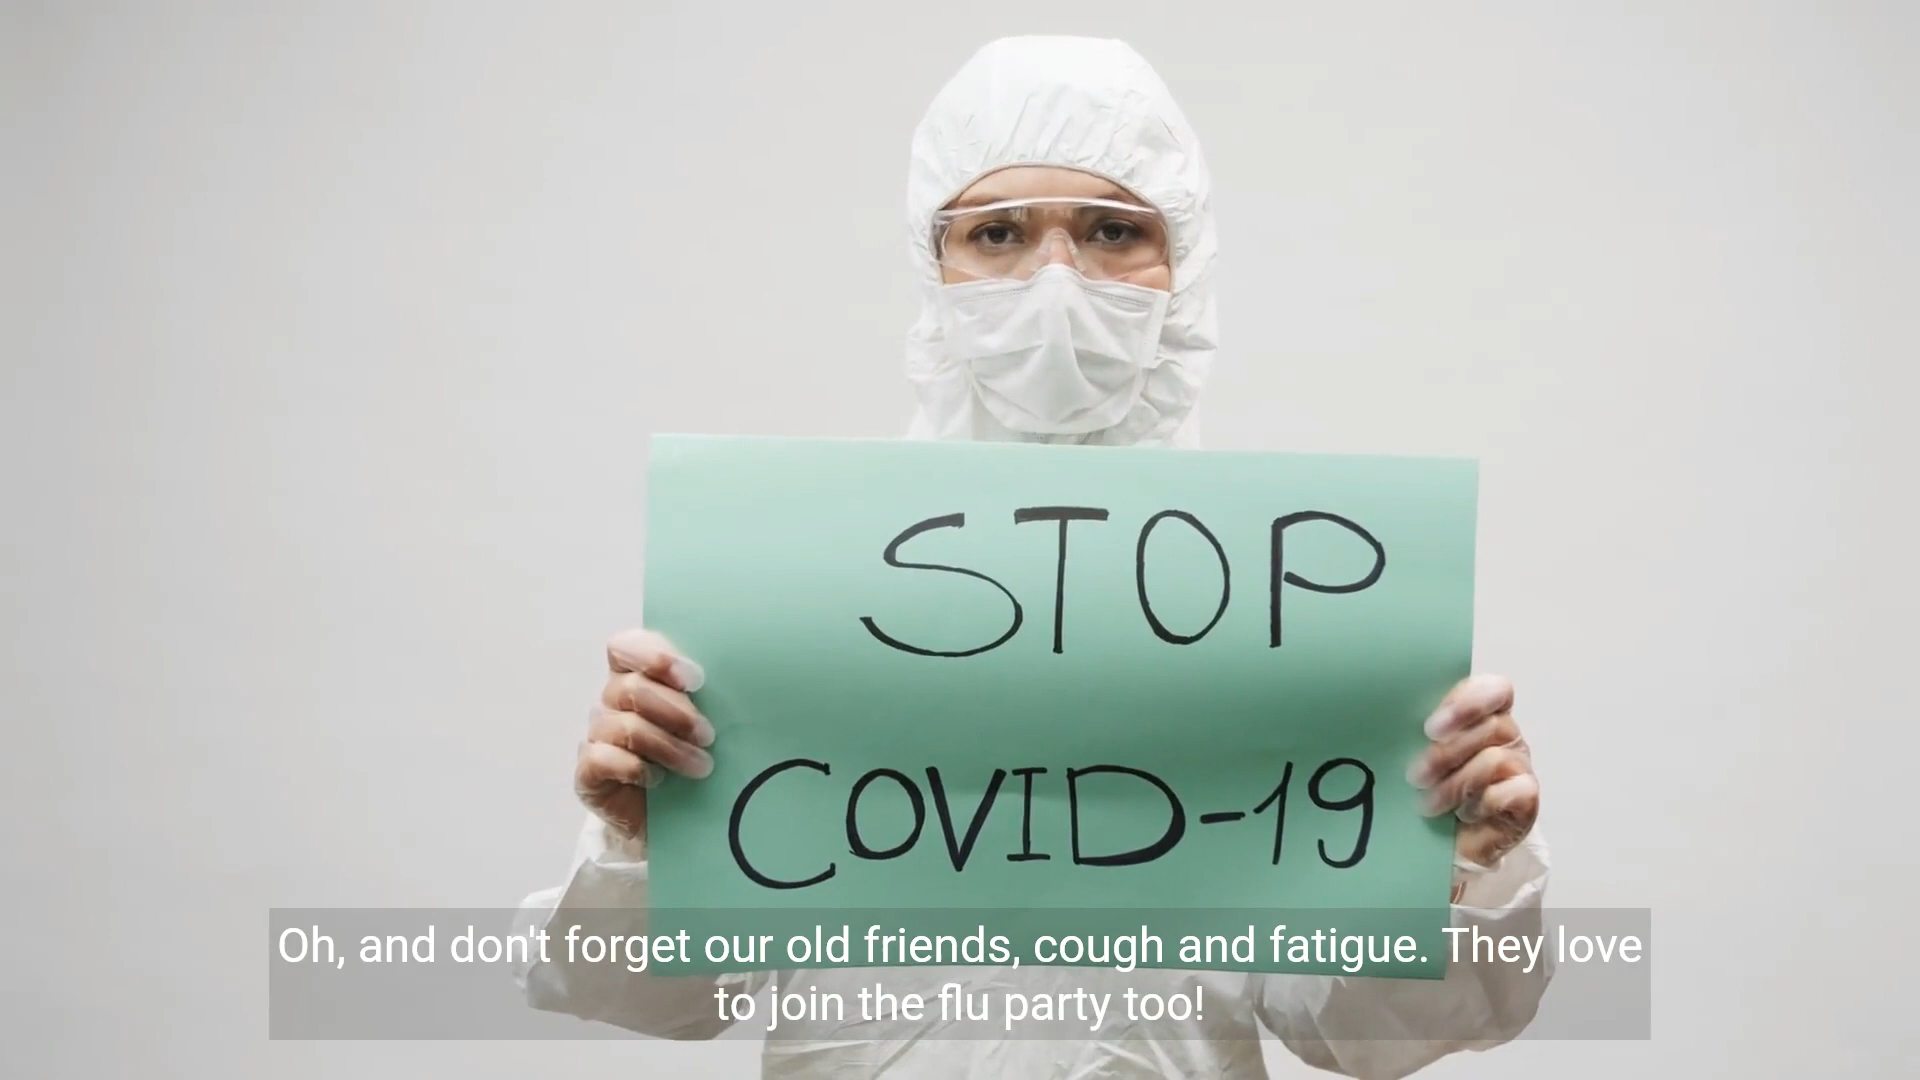 STOP
COVID-19
Oh, and don't forget our old friends, cough and fatigue. They love
to join the flu party too!